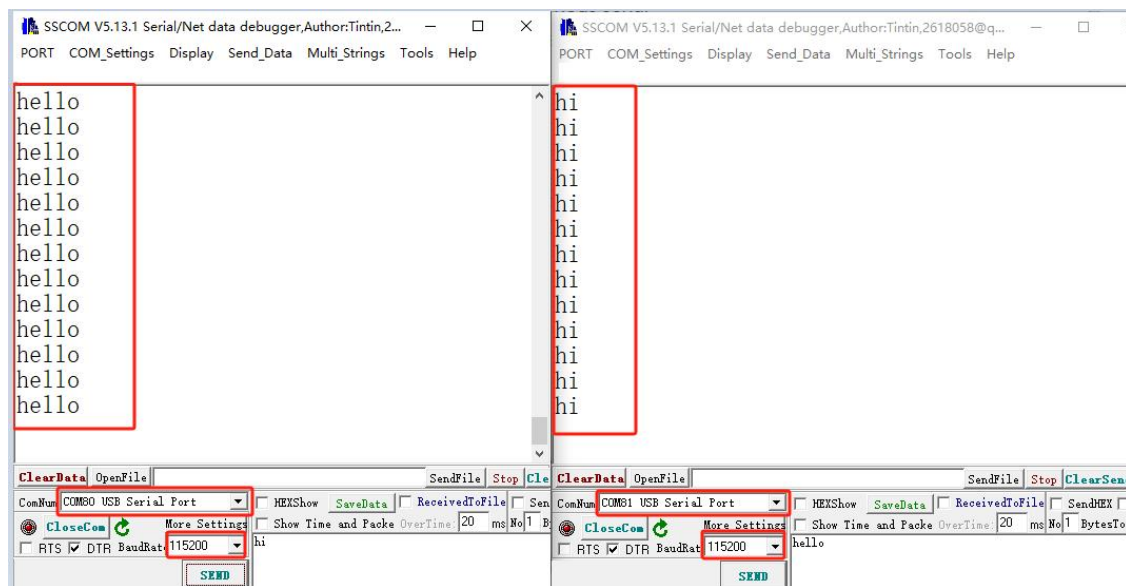 SSCOM V5.13.1 Serial/Net data debugger,Author:Tintin,2...
PORT COM_Settings Display Send_Data Multi_Strings Tools Help
hello
hello
hello
hello
hello
hello
hello
hello
hello
hello
hello
hello
hello
ClearData OpenFile SendFile Stop Cle
ComNum COM80 USB Serial Port HEXShow SaveData ReceivedToFile Sen
CloseCom More Settings Show Time and Packe OverTime: 20 ms No 1 B
RTS DTR BaudRat 115200 hi
SEND
SSCOM V5.13.1 Serial/Net data debugger,Author:Tintin,2618058@q...
PORT COM_Settings Display Send_Data Multi_Strings Tools Help
hi
hi
hi
hi
hi
hi
hi
hi
hi
hi
hi
hi
hi
ClearData OpenFile SendFile Stop ClearSen
ComNum COM81 USB Serial Port HEXShow SaveData ReceivedToFile SendHEX
CloseCom More Settings Show Time and Packe OverTime: 20 ms No 1 BytesTo
RTS DTR BaudRat 115200 hello
SEND